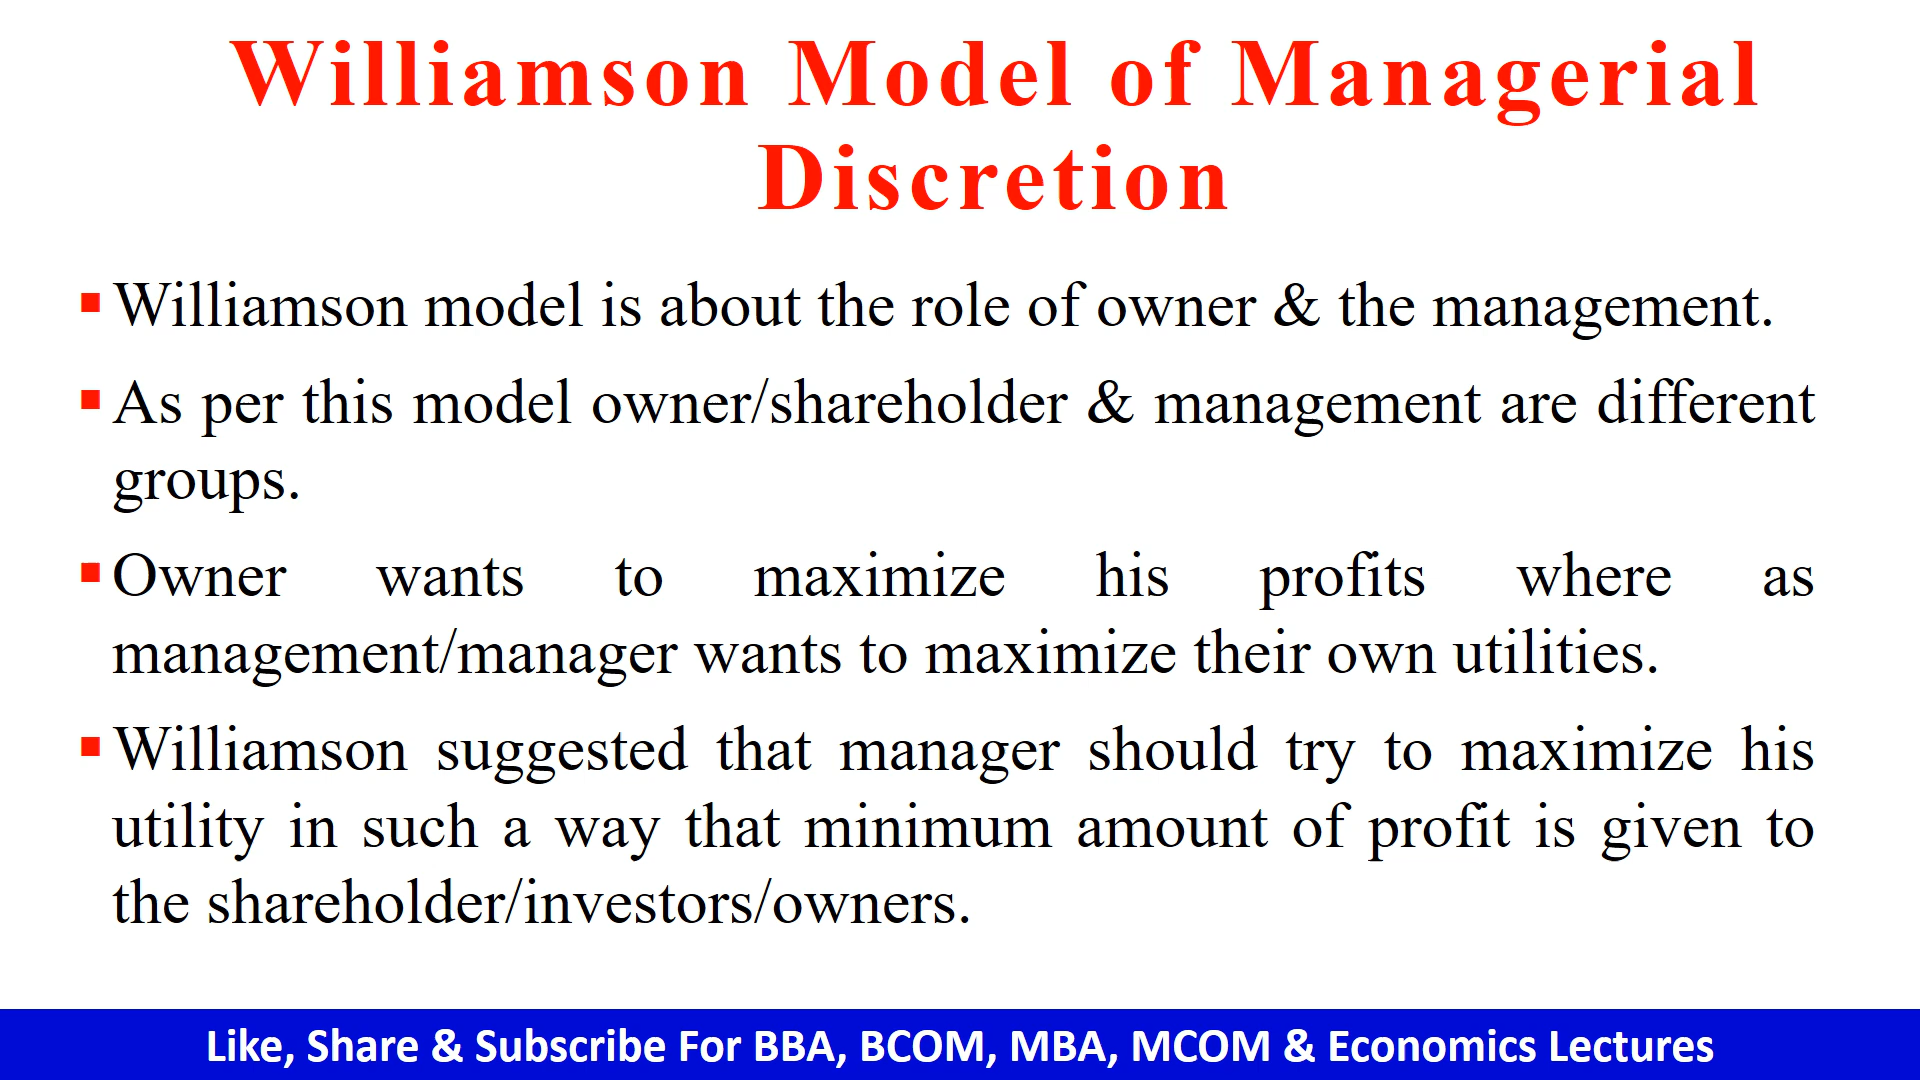 Williamson Model of Managerial
Discretion
▪ Williamson model is about the role of owner & the management.
▪ As per this model owner/shareholder & management are different
groups.
▪ Owner wants to maximize his profits where as
management/manager wants to maximize their own utilities.
▪ Williamson suggested that manager should try to maximize his
utility in such a way that minimum amount of profit is given to
the shareholder/investors/owners.
Like, Share & Subscribe For BBA, BCOM, MBA, MCOM & Economics Lectures